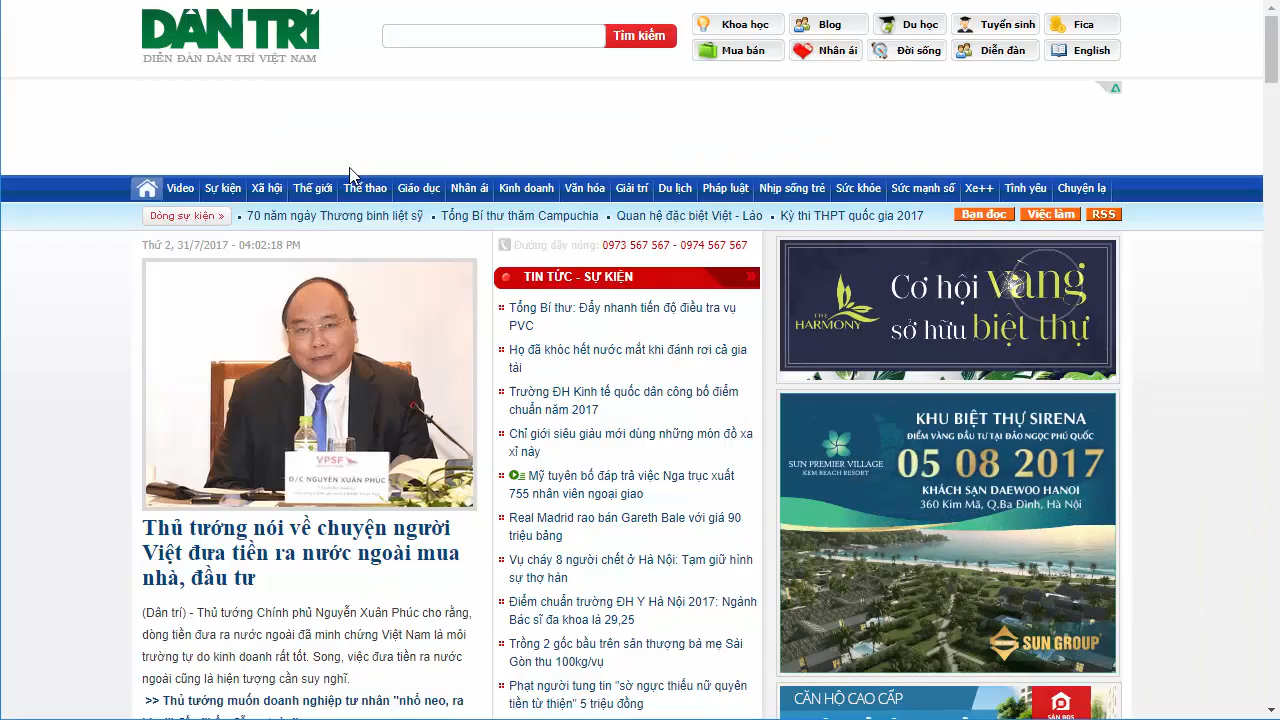 DÂN TRÍ
DIỄN ĐÀN DÂN TRÍ VIỆT NAM
Tìm kiếm
Khoa học
Blog
Du học
Tuyển sinh
Fica
Mua bán
Nhân ái
Đời sống
Diễn đàn
English
Video
Sự kiện
Xã hội
Thế giới
Thể thao
Giáo dục
Nhân ái
Kinh doanh
Văn hóa
Giải trí
Du lịch
Pháp luật
Nhịp sống trẻ
Sức khỏe
Sức mạnh số
Xe++
Tình yêu
Chuyện lạ
Dòng sự kiện »
70 năm ngày Thương binh liệt sỹ
Tổng Bí thư thăm Campuchia
Quan hệ đặc biệt Việt - Lào
Kỳ thi THPT quốc gia 2017
Bạn đọc
Việc làm
RSS
Thứ 2, 31/7/2017 - 04:02:18 PM
VPSF
Đ/C NGUYỄN XUÂN PHÚC
Thủ tướng nói về chuyện người
Việt đưa tiền ra nước ngoài mua
nhà, đầu tư
(Dân trí) - Thủ tướng Chính phủ Nguyễn Xuân Phúc cho rằng,
dòng tiền đưa ra nước ngoài đã minh chứng Việt Nam là môi
trường tự do kinh doanh rất tốt. Song, việc đưa tiền ra nước
ngoài cũng là hiện tượng cần suy nghĩ.
>> Thủ tướng muốn doanh nghiệp tư nhân "nhổ neo, ra
Đường dây nóng: 0973 567 567 - 0974 567 567
TIN TỨC - SỰ KIỆN
Tổng Bí thư: Đẩy nhanh tiến độ điều tra vụ
PVC
Họ đã khóc hết nước mắt khi đánh rơi cả gia
tài
Trường ĐH Kinh tế quốc dân công bố điểm
chuẩn năm 2017
Chỉ giới siêu giàu mới dùng những món đồ xa
xỉ này
Mỹ tuyên bố đáp trả việc Nga trục xuất
755 nhân viên ngoại giao
Real Madrid rao bán Gareth Bale với giá 90
triệu bảng
Vụ cháy 8 người chết ở Hà Nội: Tạm giữ hình
sự thợ hàn
Điểm chuẩn trường ĐH Y Hà Nội 2017: Ngành
Bác sĩ đa khoa là 29,25
Trồng 2 gốc bầu trên sân thượng bà mẹ Sài
Gòn thu 100kg/vụ
Phạt người tung tin "sờ ngực thiếu nữ quyên
tiền từ thiện" 5 triệu đồng
THE
HARMONY
Cơ hội vàng
sở hữu biệt thự
SUN PREMIER VILLAGE
KEM BEACH RESORT
KHU BIỆT THỰ SIRENA
ĐIỂM VÀNG ĐẦU TƯ TẠI ĐẢO NGỌC PHÚ QUỐC
05 08 2017
KHÁCH SẠN DAEWOO HANOI
360 Kim Mã, Q.Ba Đình, Hà Nội
SUN GROUP
CĂN HỘ CAO CẤP
SÀN BĐS